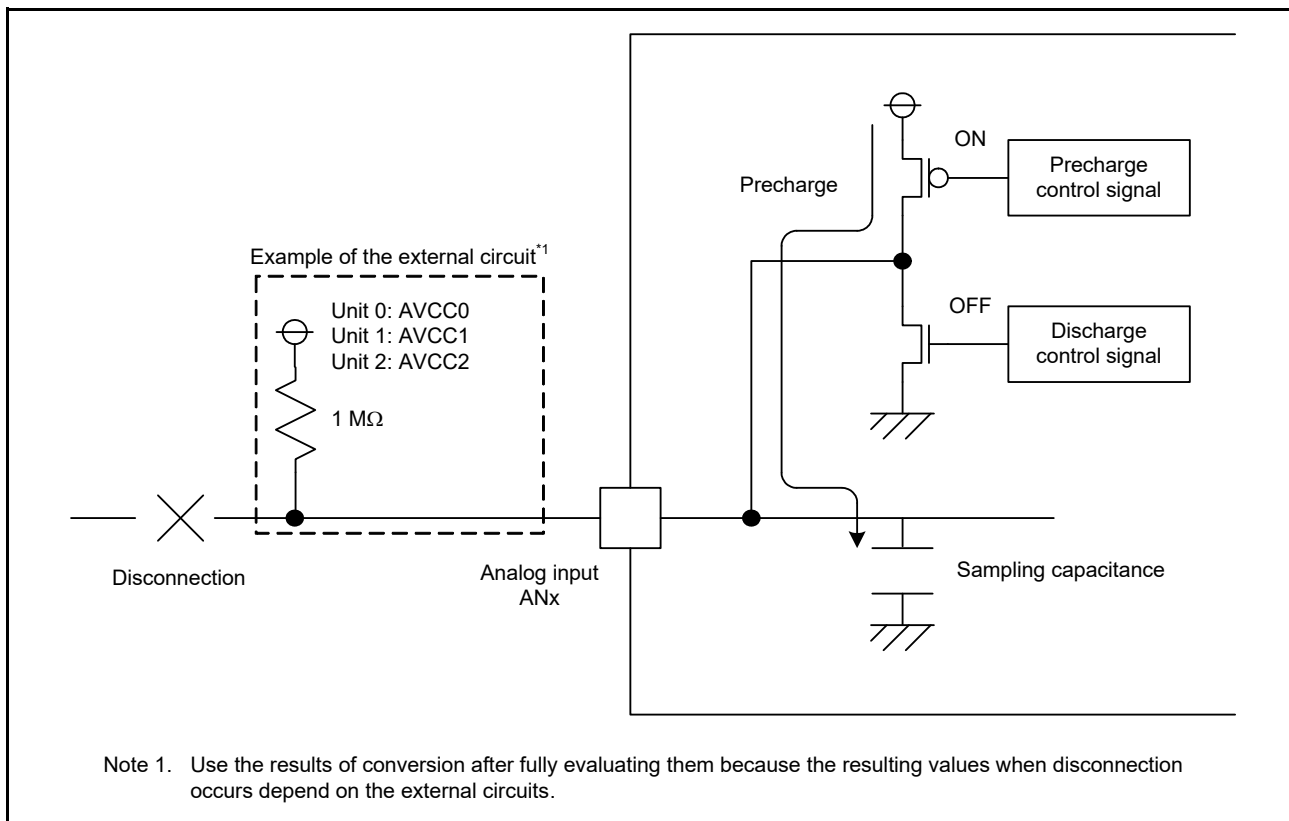 ON
Precharge
control signal
Precharge
Example of the external circuit*1
Unit 0: AVCC0
Unit 1: AVCC1
Unit 2: AVCC2
OFF
Discharge
control signal
1 MΩ
Disconnection
Analog input
ANx
Sampling capacitance
Note 1. Use the results of conversion after fully evaluating them because the resulting values when disconnection
occurs depend on the external circuits.